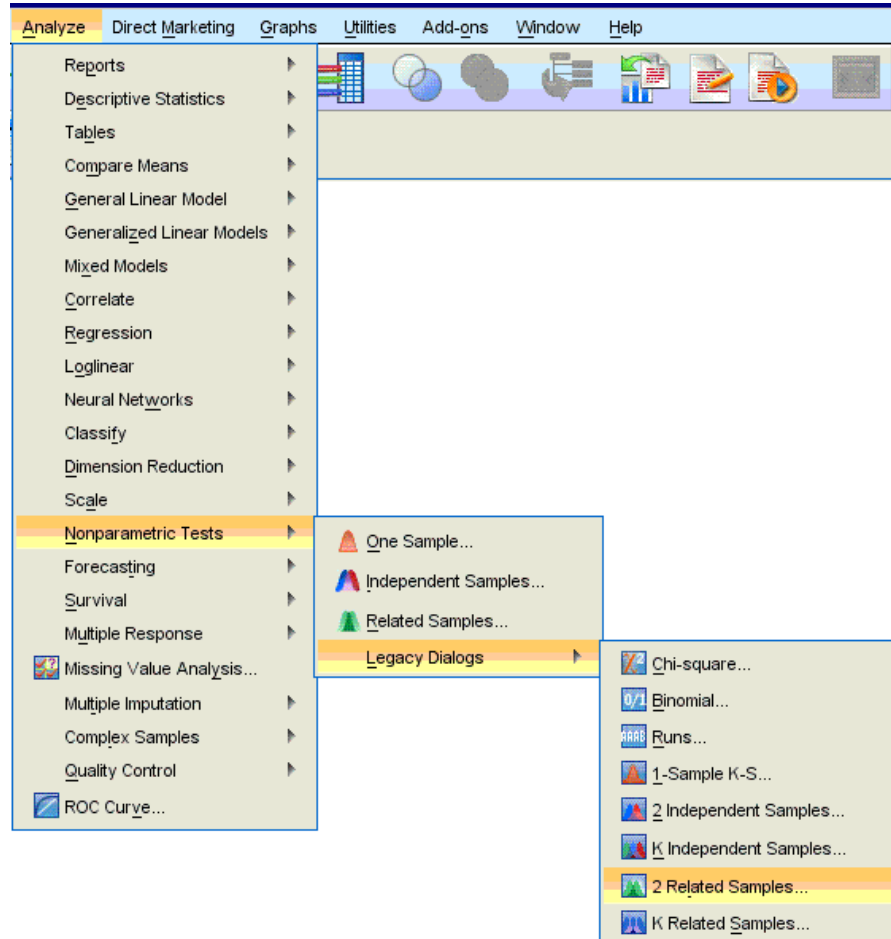 Analyze Direct Marketing Graphs Utilities Add-ons Window Help
Reports
Descriptive Statistics
Tables
Compare Means
General Linear Model
Generalized Linear Models
Mixed Models
Correlate
Regression
Loglinear
Neural Networks
Classify
Dimension Reduction
Scale
Nonparametric Tests
Forecasting
Survival
Multiple Response
Missing Value Analysis...
Multiple Imputation
Complex Samples
Quality Control
ROC Curve...
One Sample...
Independent Samples...
Related Samples...
Legacy Dialogs
Chi-square...
0/1 Binomial...
AAAB Runs...
1-Sample K-S...
2 Independent Samples...
K Independent Samples...
2 Related Samples...
K Related Samples...